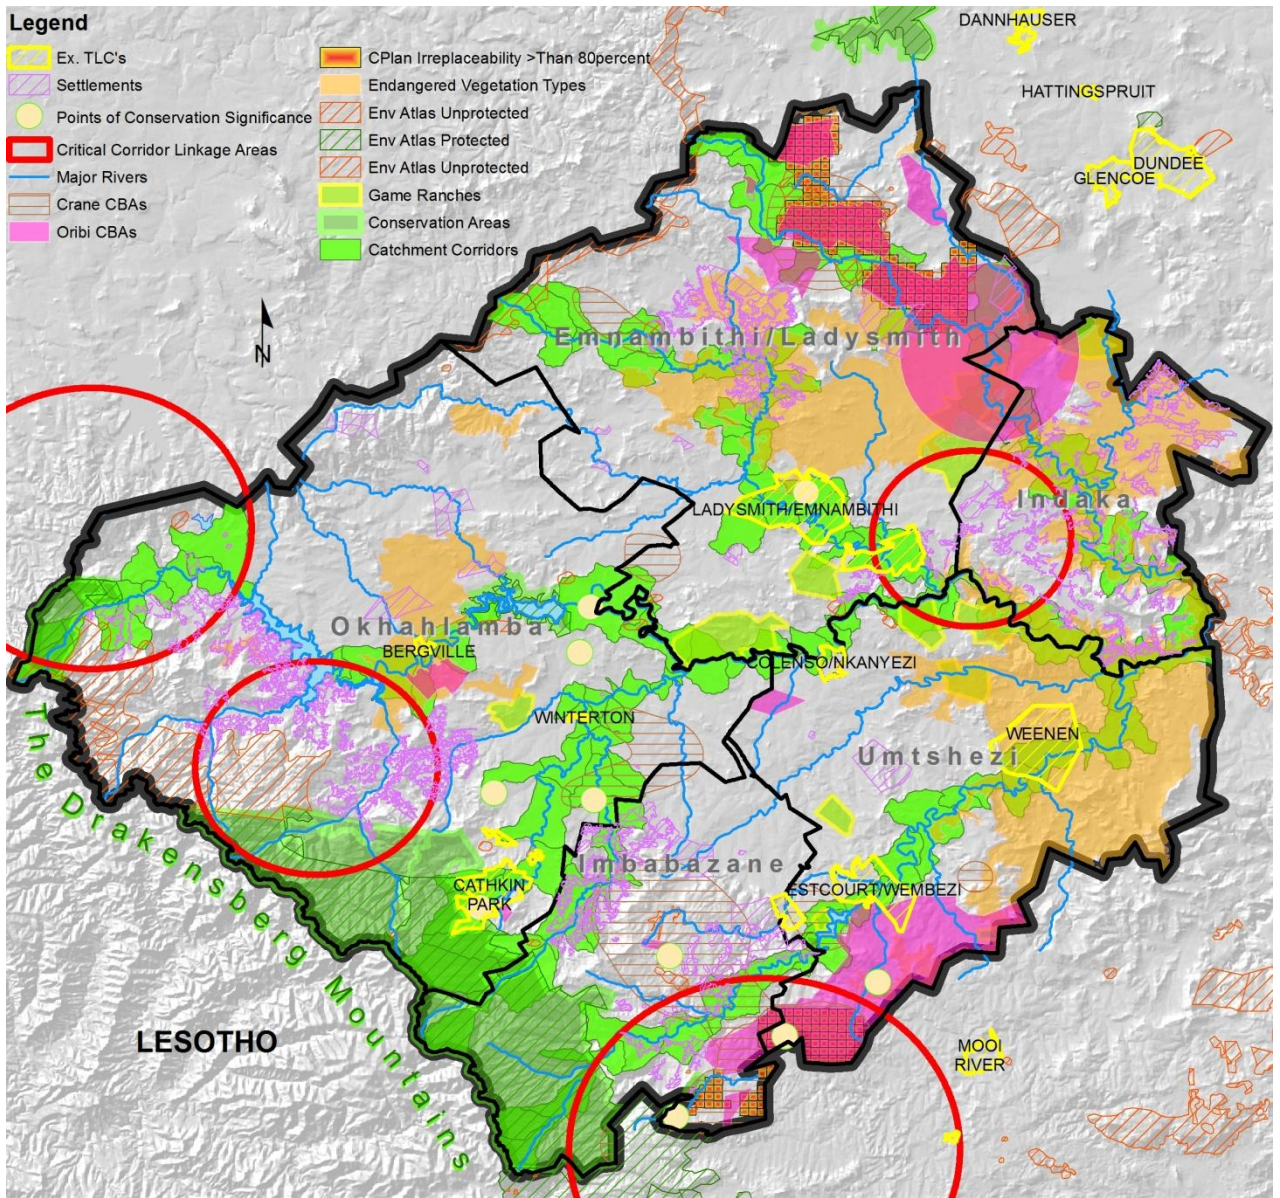 Legend
Ex. TLC's
Settlements
Points of Conservation Significance
Critical Corridor Linkage Areas
Major Rivers
Crane CBAs
Oribi CBAs
CPlan Irreplaceability >Than 80percent
Endangered Vegetation Types
Env Atlas Unprotected
Env Atlas Protected
Env Atlas Unprotected
Game Ranches
Conservation Areas
Catchment Corridors
DANNHAUSER
HATTINGSPRUIT
DUNDEE
GLENCOE
N
Emnambithi/Ladysmith
Indaka
LADYSMITH/EMNAMBITHI
Okhahlamba
BERGVILLE
COLENSO/NKANYEZI
WINTERTON
WEENEN
Umtshezi
Imbabazane
CATHKIN
PARK
ESTCOURT/WEMBEZI
The Drakensberg Mountains
LESOTHO
MOOI
RIVER